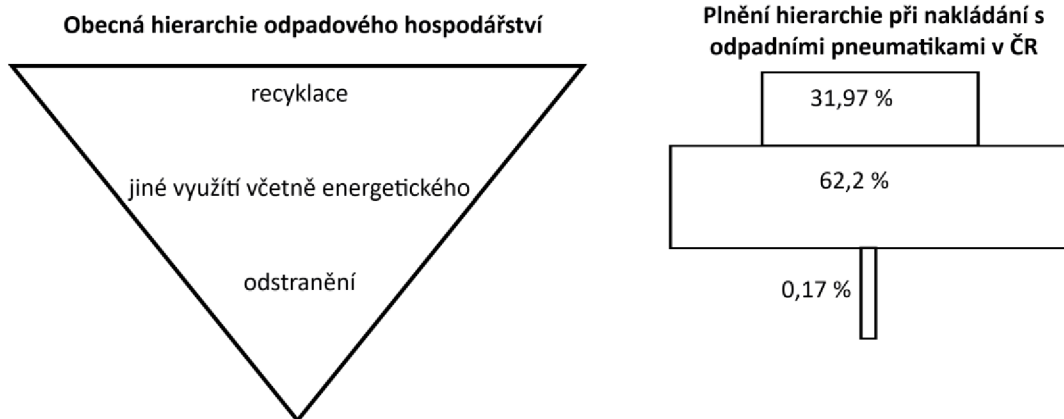 Obecná hierarchie odpadového hospodářství
recyklace
jiné využítí včetně energetického
odstranění
Plnění hierarchie při nakládání s
odpadními pneumatikami v ČR
31,97 %
62,2 %
0,17 %